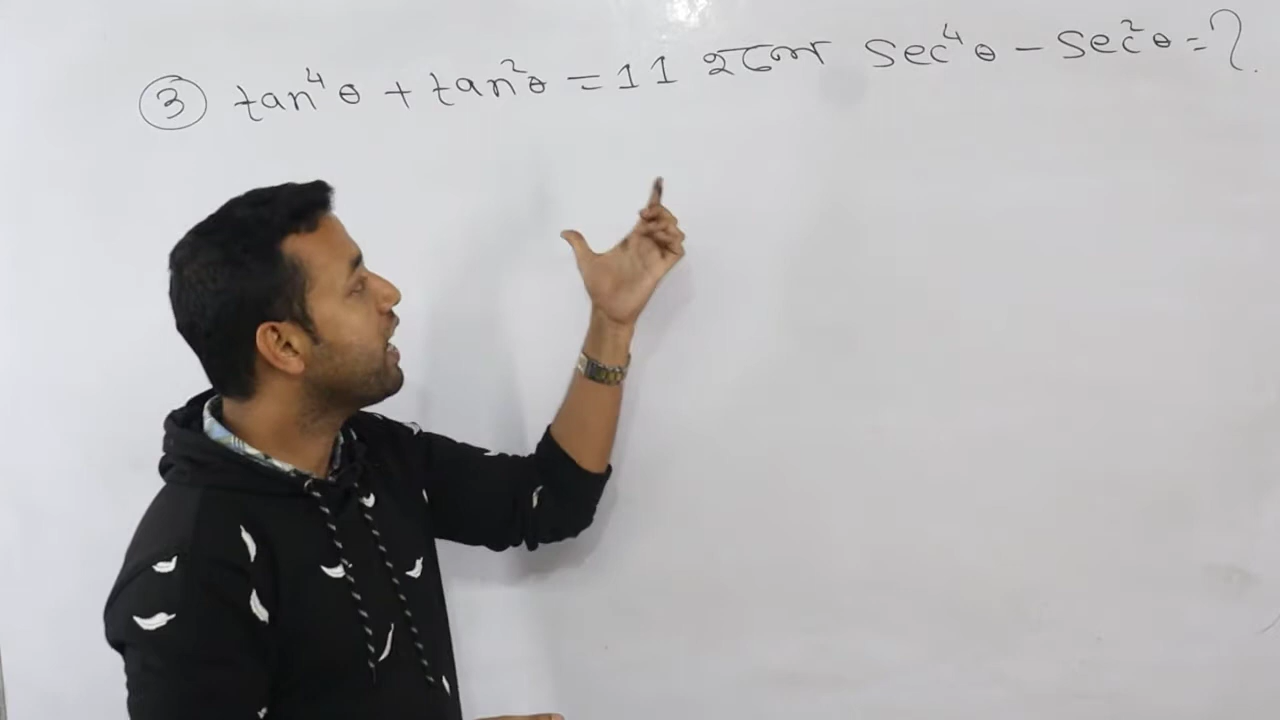 ③ tan⁴θ + tan²θ = 11 হলে sec⁴θ - sec²θ = ?